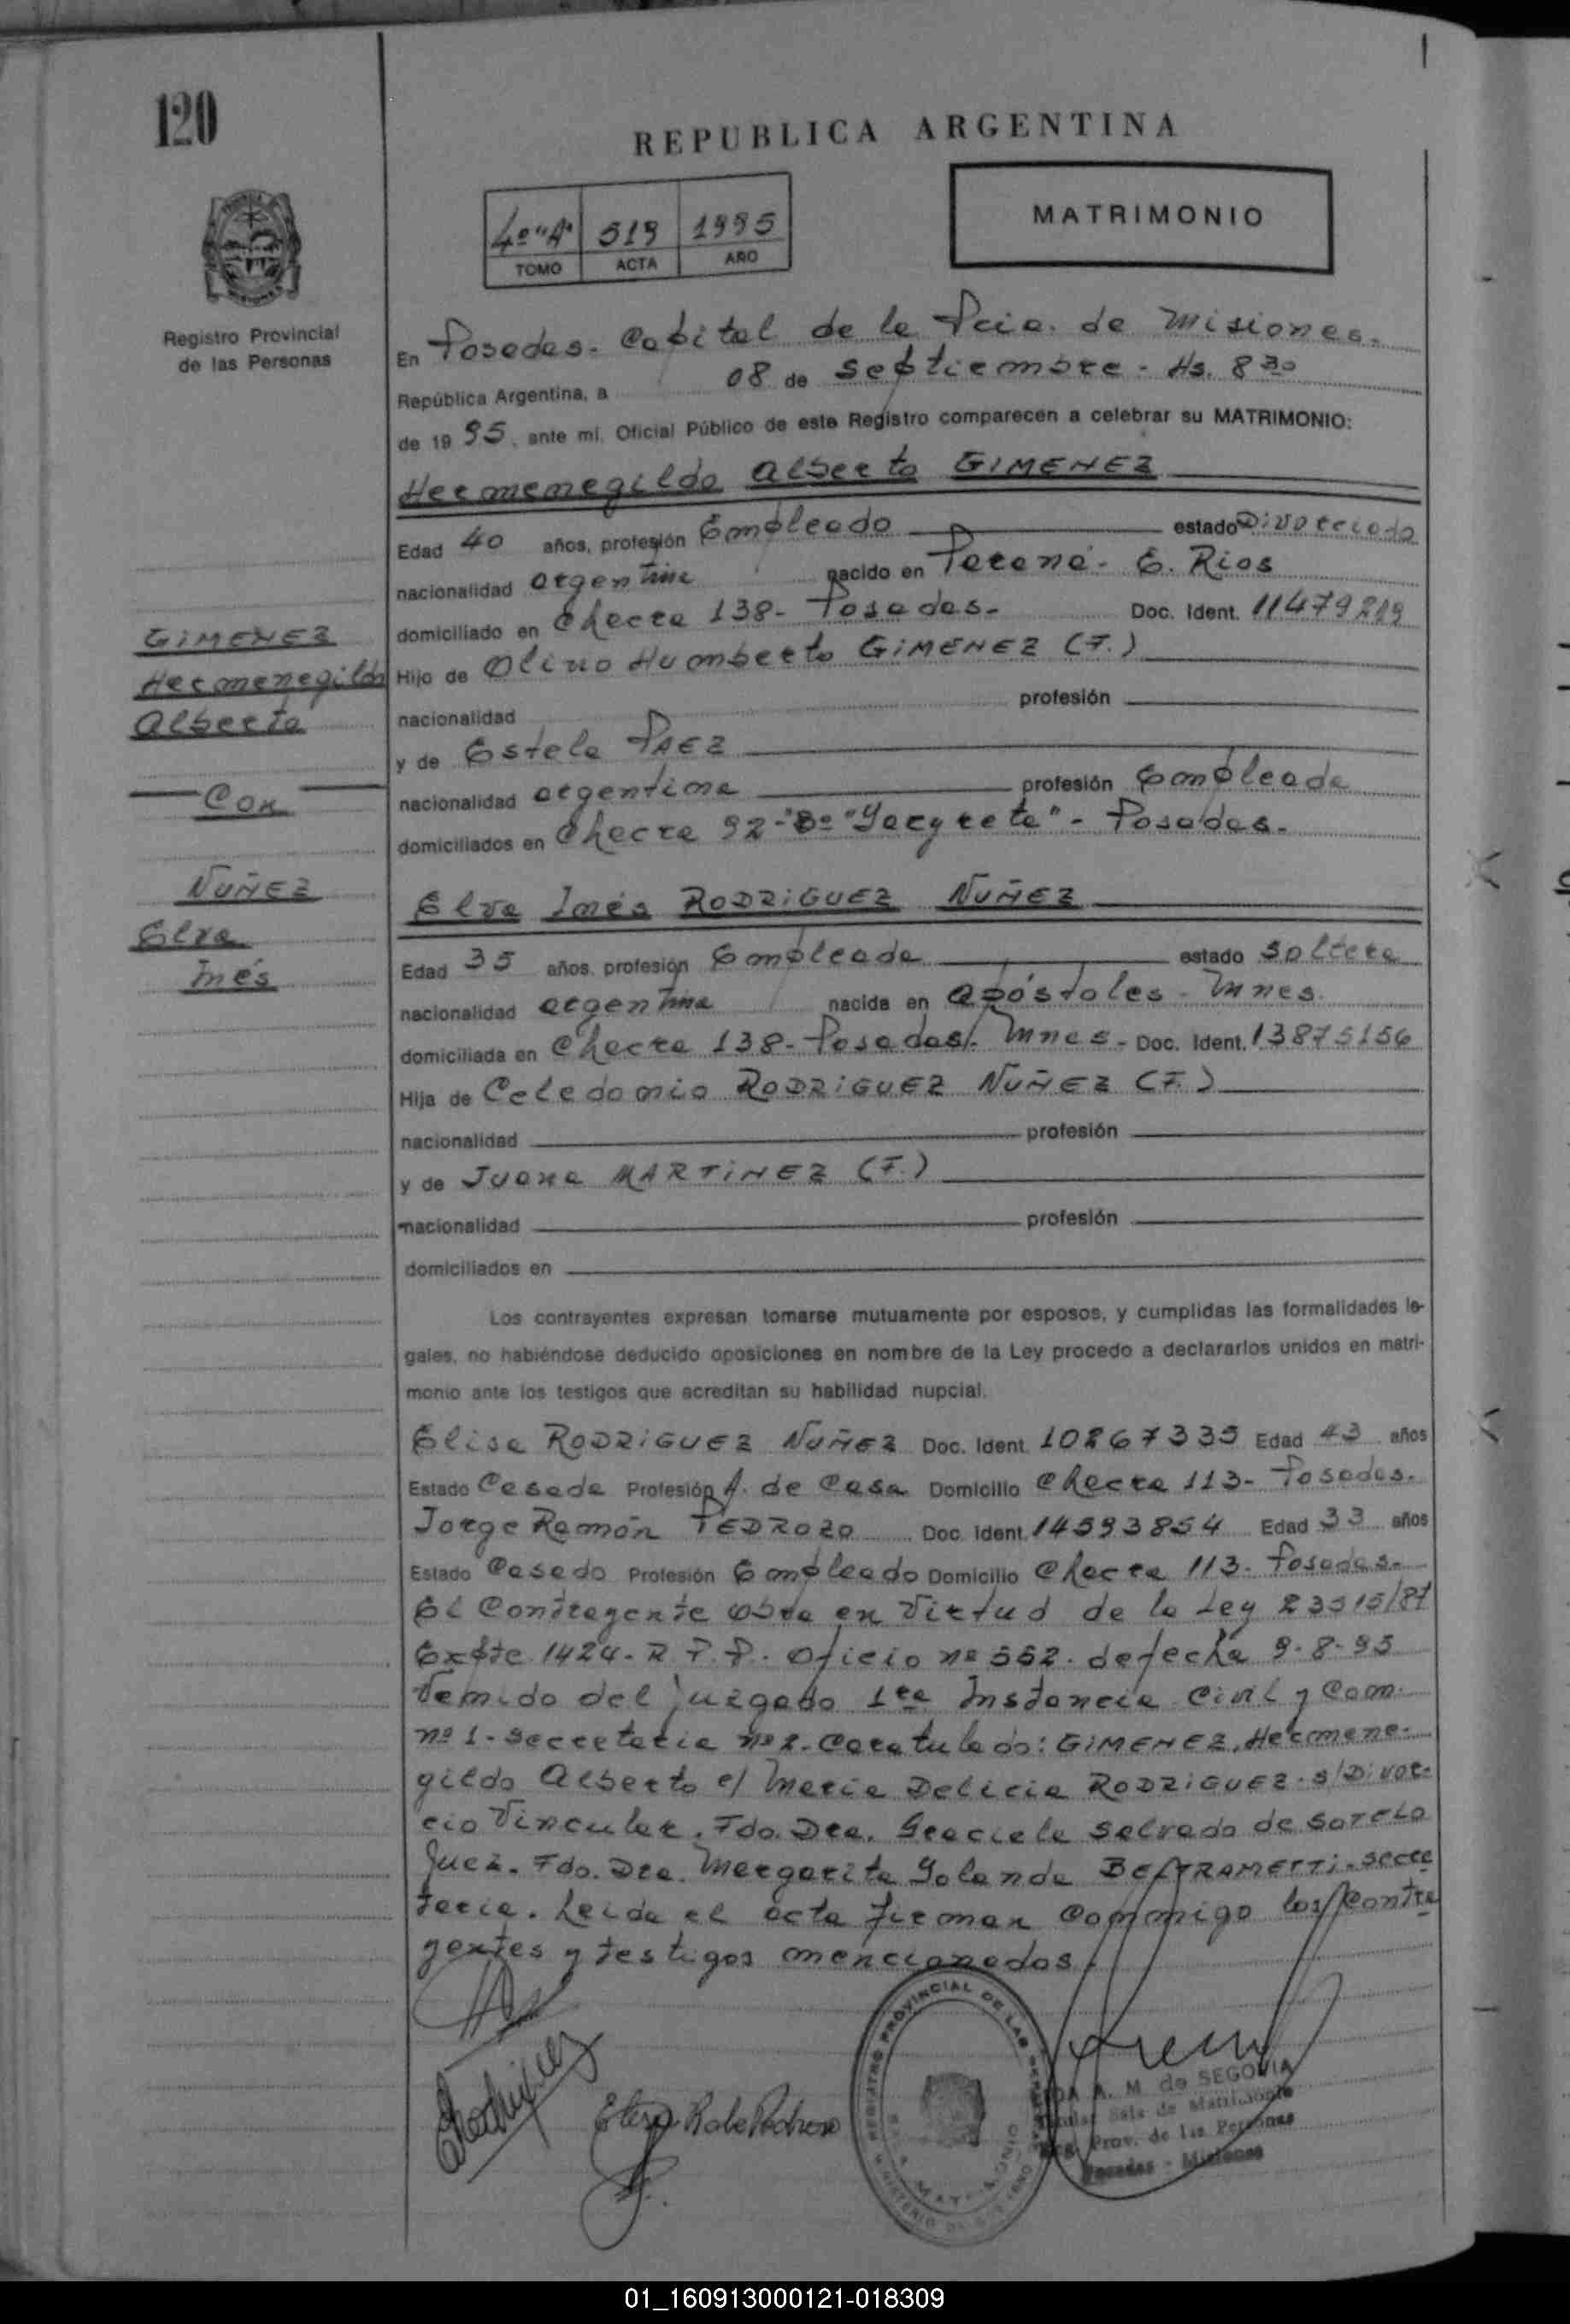 120
REPUBLICA ARGENTINA
4º "A" 519 1995
TOMO ACTA AÑO
MATRIMONIO
Registro Provincial
de las Personas
En Posadas - Capital de la Pcia. de Misiones.
República Argentina, a 08 de Septiembre - Hs. 8 30
de 19 95, ante mí, Oficial Público de este Registro comparecen a celebrar su MATRIMONIO:
Hermenegildo Alberto GIMENEZ
Edad 40 años, profesión Empleado estado Divorciado
nacionalidad argentina nacido en Paraná - E. Rios
domiciliado en Chacra 138 - Posadas - Doc. Ident. 11479219
Hijo de Olivo Humberto GIMENEZ (F.)
nacionalidad profesión
y de Estela PAEZ
nacionalidad argentina profesión Empleada
domiciliados en Chacra 92 - Bº "Yacyreta" - Posadas -
GIMENEZ
Hermenegildo
Alberto
Con
NUÑEZ
Elva
Inés
Elva Inés RODRIGUEZ NUÑEZ
Edad 35 años, profesión Empleada estado soltera
nacionalidad argentina nacida en Apóstoles - Mnes.
domiciliada en Chacra 138 - Posadas - Mnes - Doc. Ident. 13875156
Hija de Celedonio RODRIGUEZ NUÑEZ (F.)
nacionalidad profesión
y de Juana MARTINEZ (F.)
nacionalidad profesión
domiciliados en
Los contrayentes expresan tomarse mutuamente por esposos, y cumplidas las formalidades le-
gales, no habiéndose deducido oposiciones en nombre de la Ley procedo a declararlos unidos en matri-
monio ante los testigos que acreditan su habilidad nupcial.
Elisa RODRIGUEZ NUÑEZ Doc. Ident. 10867335 Edad 43 años
Estado Casada Profesión A. de Casa Domicilio Chacra 113 - Posadas.
Jorge Ramón PEDROZO Doc. Ident. 14593854 Edad 33 años
Estado Casado Profesión Empleado Domicilio Chacra 113 - Posadas -
El Contrayente obra en virtud de la Ley 23515/87
Expte 1424 - R.P.P. Oficio nº 552 - de fecha 9-8-95
Venido del juzgado 1ra Instancia Civil y Com.
nº 1 - Secretaria nº 2 - Caratulado: GIMENEZ, Hermene-
gildo Alberto c/ Maria Delicia RODRIGUEZ - s/Divor-
cio Vincular. Fdo. Dra. Graciela Salvado de SOTELO
Juez. Fdo. Dra. Margarita Yolanda BELTRAMETTI - Secre
taria. Leida el acta firman conmigo los contra
yentes y testigos mencionados
REGISTRO PROVINCIAL DE LAS PERSONAS
A. M. de SEGOVIA
Sala de Matrimonio
Reg. Prov. de las Personas
Posadas - Misiones
01_160913000121-018309